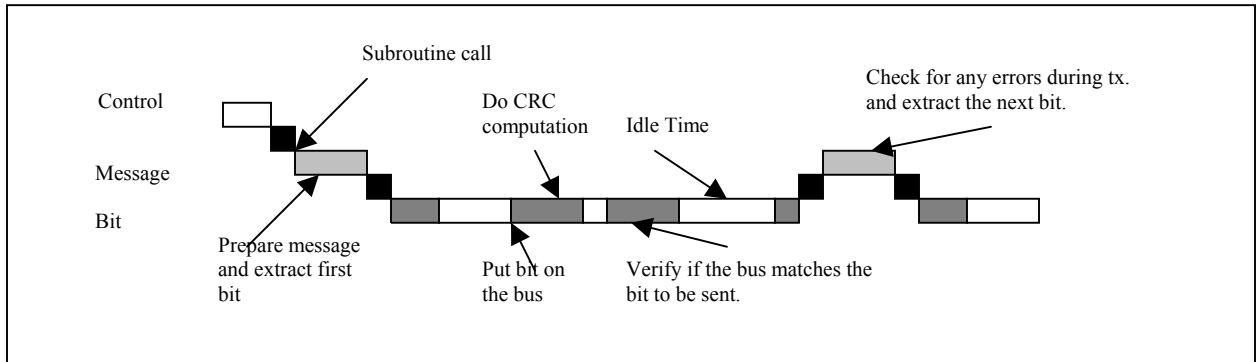 Subroutine call
Check for any errors during tx.
and extract the next bit.
Control
Do CRC
computation
Idle Time
Message
Bit
Prepare message
and extract first
bit
Put bit on
the bus
Verify if the bus matches the
bit to be sent.